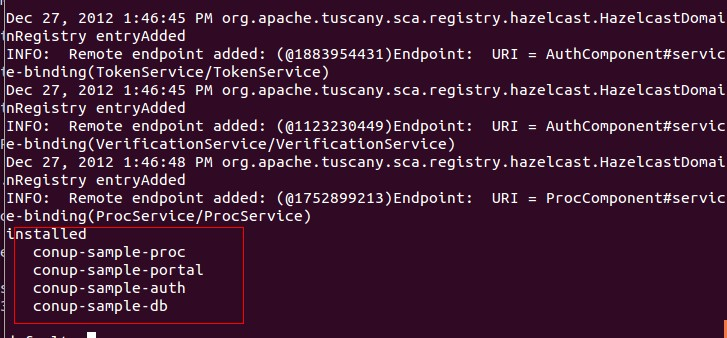 Dec 27, 2012 1:46:45 PM org.apache.tuscany.sca.registry.hazelcast.HazelcastDomai
nRegistry entryAdded
INFO:  Remote endpoint added: (@1883954431)Endpoint:  URI = AuthComponent#servic
e-binding(TokenService/TokenService)
Dec 27, 2012 1:46:45 PM org.apache.tuscany.sca.registry.hazelcast.HazelcastDomai
nRegistry entryAdded
INFO:  Remote endpoint added: (@1123230449)Endpoint:  URI = AuthComponent#servic
e-binding(VerificationService/VerificationService)
Dec 27, 2012 1:46:48 PM org.apache.tuscany.sca.registry.hazelcast.HazelcastDomai
nRegistry entryAdded
INFO:  Remote endpoint added: (@1752899213)Endpoint:  URI = ProcComponent#servic
e-binding(ProcService/ProcService)
installed
   conup-sample-proc
   conup-sample-portal
   conup-sample-auth
   conup-sample-db